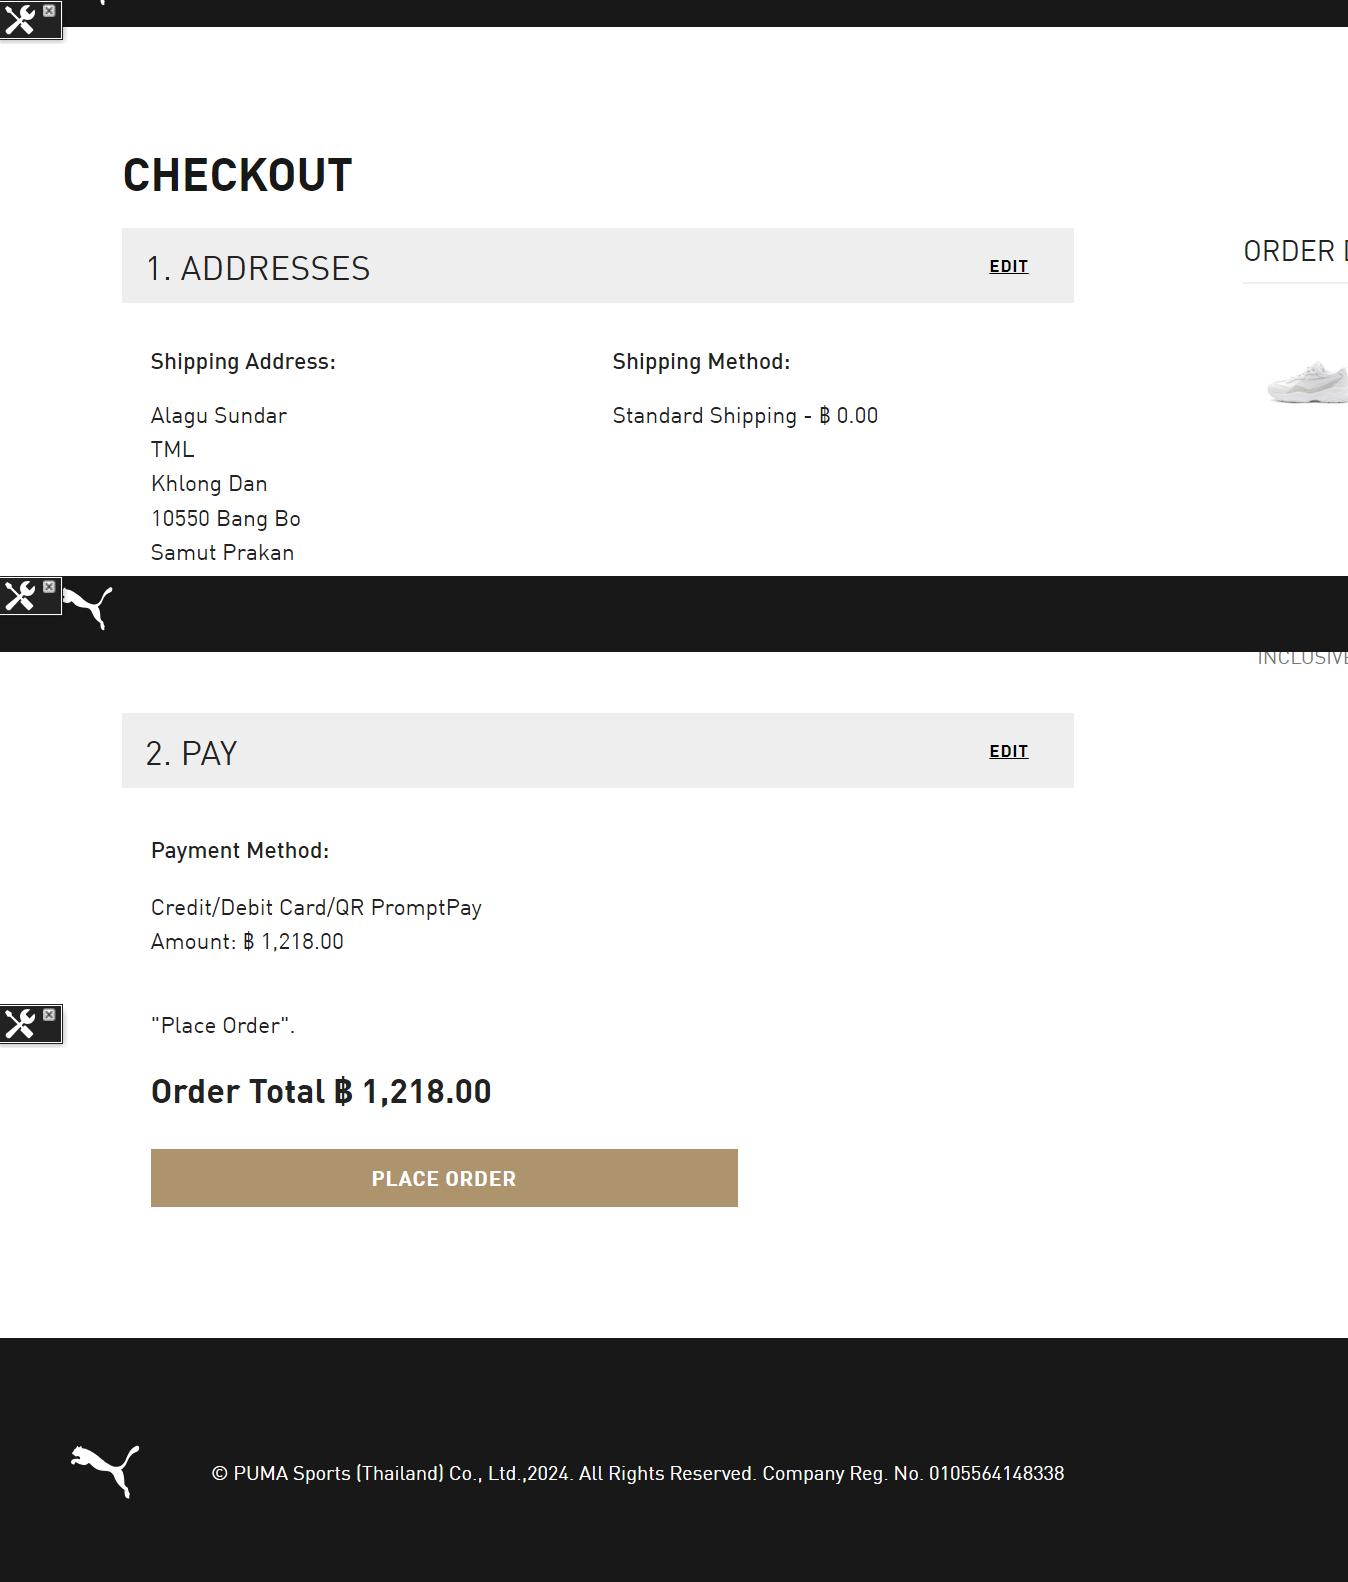 CHECKOUT
1. ADDRESSES
EDIT
ORDER
Shipping Address:
Shipping Method:
Alagu Sundar
Standard Shipping - ฿ 0.00
TML
Khlong Dan
10550 Bang Bo
Samut Prakan
2. PAY
EDIT
Payment Method:
Credit/Debit Card/QR PromptPay
Amount: ฿ 1,218.00
"Place Order".
Order Total ฿ 1,218.00
PLACE ORDER
© PUMA Sports (Thailand) Co., Ltd.,2024. All Rights Reserved. Company Reg. No. 0105564148338